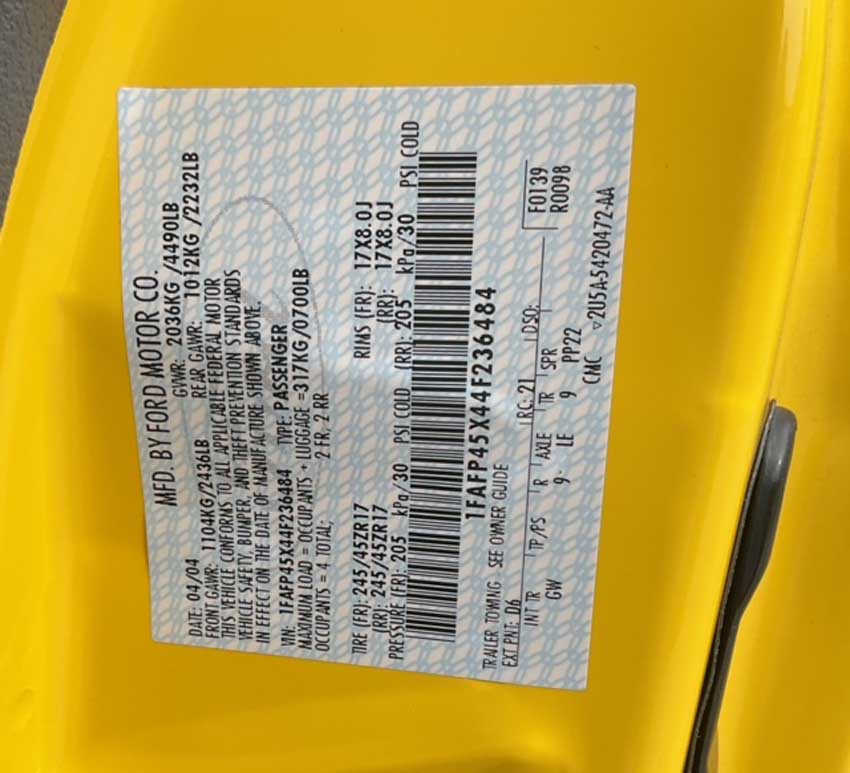 MFD. BY FORD MOTOR CO.
DATE: 04/04 GVWR: 2036KG /4490LB
FRONT GAWR: 1104KG/2436LB REAR GAWR: 1012KG /2232LB
THIS VEHICLE CONFORMS TO ALL APPLICABLE FEDERAL MOTOR
VEHICLE SAFETY, BUMPER, AND THEFT PREVENTION STANDARDS
IN EFFECT ON THE DATE OF MANUFACTURE SHOWN ABOVE.
VIN: 1FAFP45X44F236484 TYPE: PASSENGER
MAXIMUM LOAD = OCCUPANTS + LUGGAGE =317KG/0700LB
OCCUPANTS = 4 TOTAL; 2 FR, 2 RR
TIRE (FR): 245/45ZR17 RIMS (FR): 17X8.0J
(RR): 245/45ZR17 (RR): 17X8.0J
PRESSURE (FR): 205 kPa/30 PSI COLD (RR): 205 kPa/30 PSI COLD
1FAFP45X44F236484
TRAILER TOWING - SEE OWNER GUIDE
EXT PNT: D6 RC: 21 DSO: F0139
INT TR TP/PS R AXLE TR SPR R0098
GW 9 LE 9 PP22
CMC ▽2U5A-5420472-AA